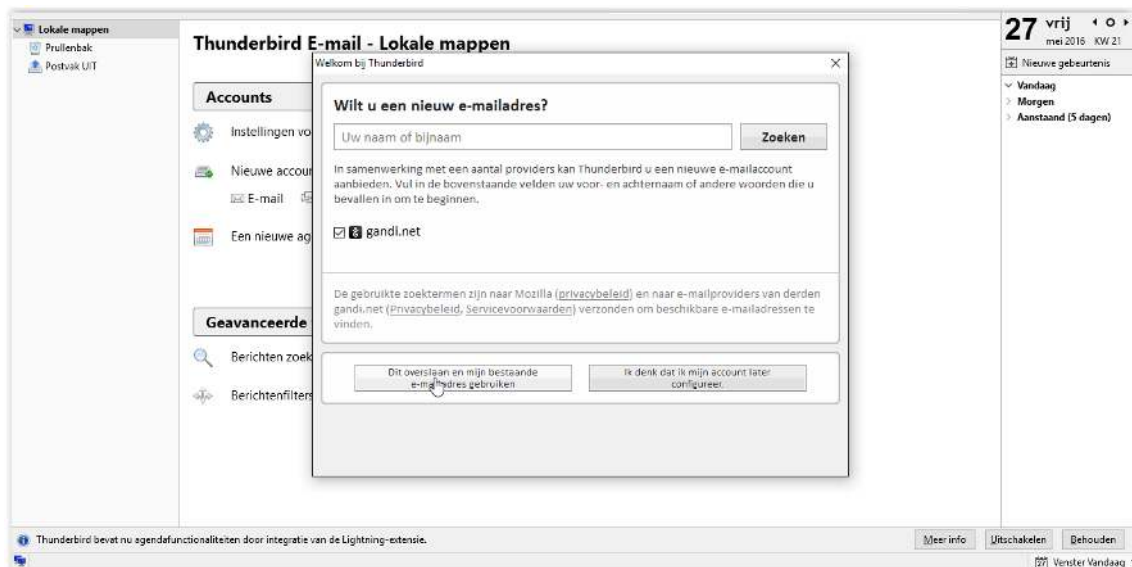 Lokale mappen
Prullenbak
Postvak UIT
Thunderbird E-mail - Lokale mappen
Accounts
Instellingen vo
Nieuwe accour
E-mail
Een nieuwe ag
Geavanceerde
Berichten zoek
Berichtenfilters
Welkom bij Thunderbird
Wilt u een nieuw e-mailadres?
Uw naam of bijnaam
Zoeken
In samenwerking met een aantal providers kan Thunderbird u een nieuwe e-mailaccount
aanbieden. Vul in de bovenstaande velden uw voor- en achternaam of andere woorden die u
bevallen in om te beginnen.
gandi.net
De gebruikte zoektermen zijn naar Mozilla (privacybeleid) en naar e-mailproviders van derden
gandi.net (Privacybeleid, Servicevoorwaarden) verzonden om beschikbare e-mailadressen te
vinden.
Dit overslaan en mijn bestaande
e-mailadres gebruiken
Ik denk dat ik mijn account later
configureer.
27 vrij
mei 2016 KW 21
Nieuwe gebeurtenis
Vandaag
Morgen
Aanstaand (5 dagen)
Thunderbird bevat nu agendafunctionaliteiten door integratie van de Lightning-extensie.
Meer info
Uitschakelen
Behouden
27 Venster Vandaag